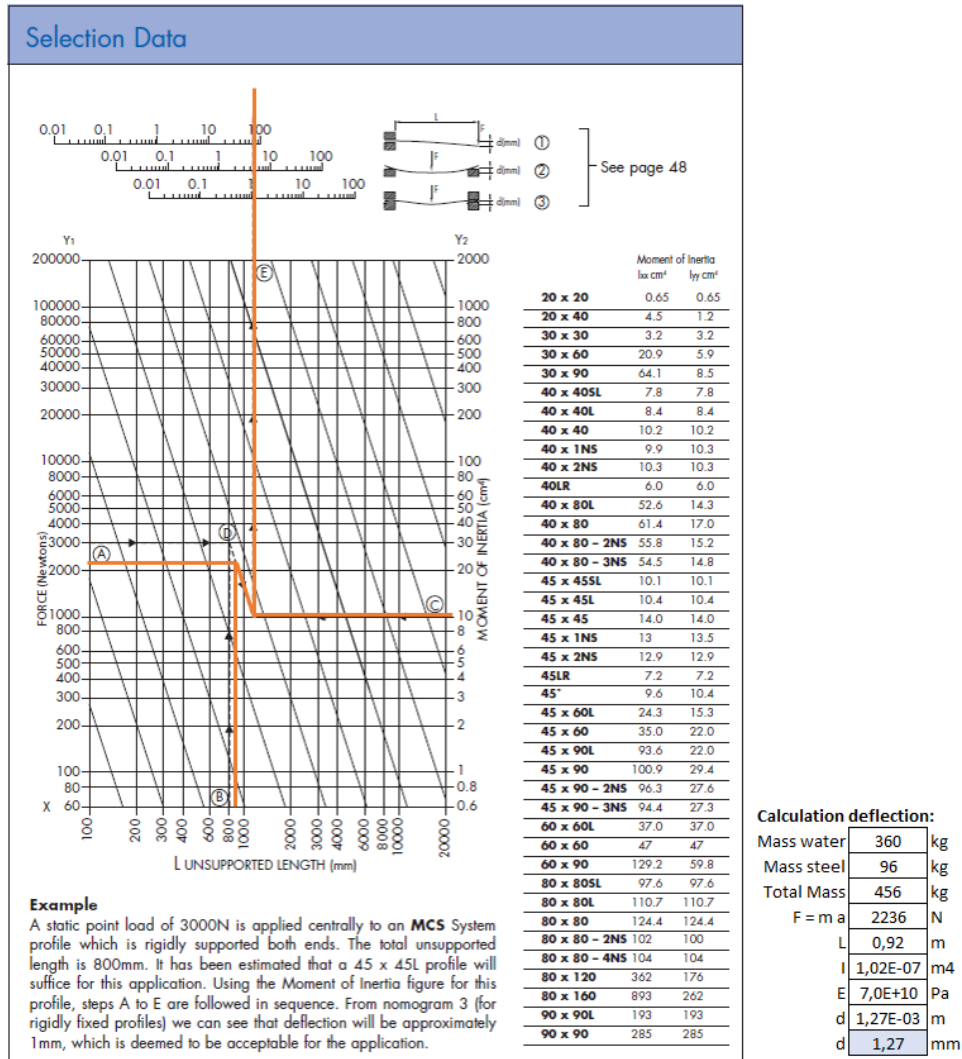 Selection Data
0.01 0.1 1 10 100
0.01 0.1 1 10 100
0.01 0.1 1 10 100
L
F
d(mm) ①
F
d(mm) ②
F
d(mm) ③
See page 48
Y1
Y2
200000 2000
100000 1000
80000 800
60000 600
50000 500
40000 400
30000 300
20000 200
10000 100
8000 80
6000 60
5000 50
4000 40
3000 30
2000 20
1000 10
800 8
600 6
500 5
400 4
300 3
200 2
100 1
80 0.8
X 60 0.6
FORCE (Newtons)
MOMENT OF INERTIA (cm⁴)
A
B
C
D
E
100 200 300 400 600 800 1000 2000 3000 4000 6000 8000 10000 20000
L UNSUPPORTED LENGTH (mm)
Moment of Inertia
Ixx cm⁴ Iyy cm⁴
20 x 20 0.65 0.65
20 x 40 4.5 1.2
30 x 30 3.2 3.2
30 x 60 20.9 5.9
30 x 90 64.1 8.5
40 x 40SL 7.8 7.8
40 x 40L 8.4 8.4
40 x 40 10.2 10.2
40 x 1NS 9.9 10.3
40 x 2NS 10.3 10.3
40LR 6.0 6.0
40 x 80L 52.6 14.3
40 x 80 61.4 17.0
40 x 80 – 2NS 55.8 15.2
40 x 80 – 3NS 54.5 14.8
45 x 45SL 10.1 10.1
45 x 45L 10.4 10.4
45 x 45 14.0 14.0
45 x 1NS 13 13.5
45 x 2NS 12.9 12.9
45LR 7.2 7.2
45° 9.6 10.4
45 x 60L 24.3 15.3
45 x 60 35.0 22.0
45 x 90L 93.6 22.0
45 x 90 100.9 29.4
45 x 90 – 2NS 96.3 27.6
45 x 90 – 3NS 94.4 27.3
60 x 60L 37.0 37.0
60 x 60 47 47
60 x 90 129.2 59.8
80 x 80SL 97.6 97.6
80 x 80L 110.7 110.7
80 x 80 124.4 124.4
80 x 80 – 2NS 102 100
80 x 80 – 4NS 104 104
80 x 120 362 176
80 x 160 893 262
90 x 90L 193 193
90 x 90 285 285
Example
A static point load of 3000N is applied centrally to an MCS System
profile which is rigidly supported both ends. The total unsupported
length is 800mm. It has been estimated that a 45 x 45L profile will
suffice for this application. Using the Moment of Inertia figure for this
profile, steps A to E are followed in sequence. From nomogram 3 (for
rigidly fixed profiles) we can see that deflection will be approximately
1mm, which is deemed to be acceptable for the application.
Calculation deflection:
Mass water 360 kg
Mass steel 96 kg
Total Mass 456 kg
F = m a 2236 N
L 0,92 m
I 1,02E-07 m4
E 7,0E+10 Pa
d 1,27E-03 m
d 1,27 mm